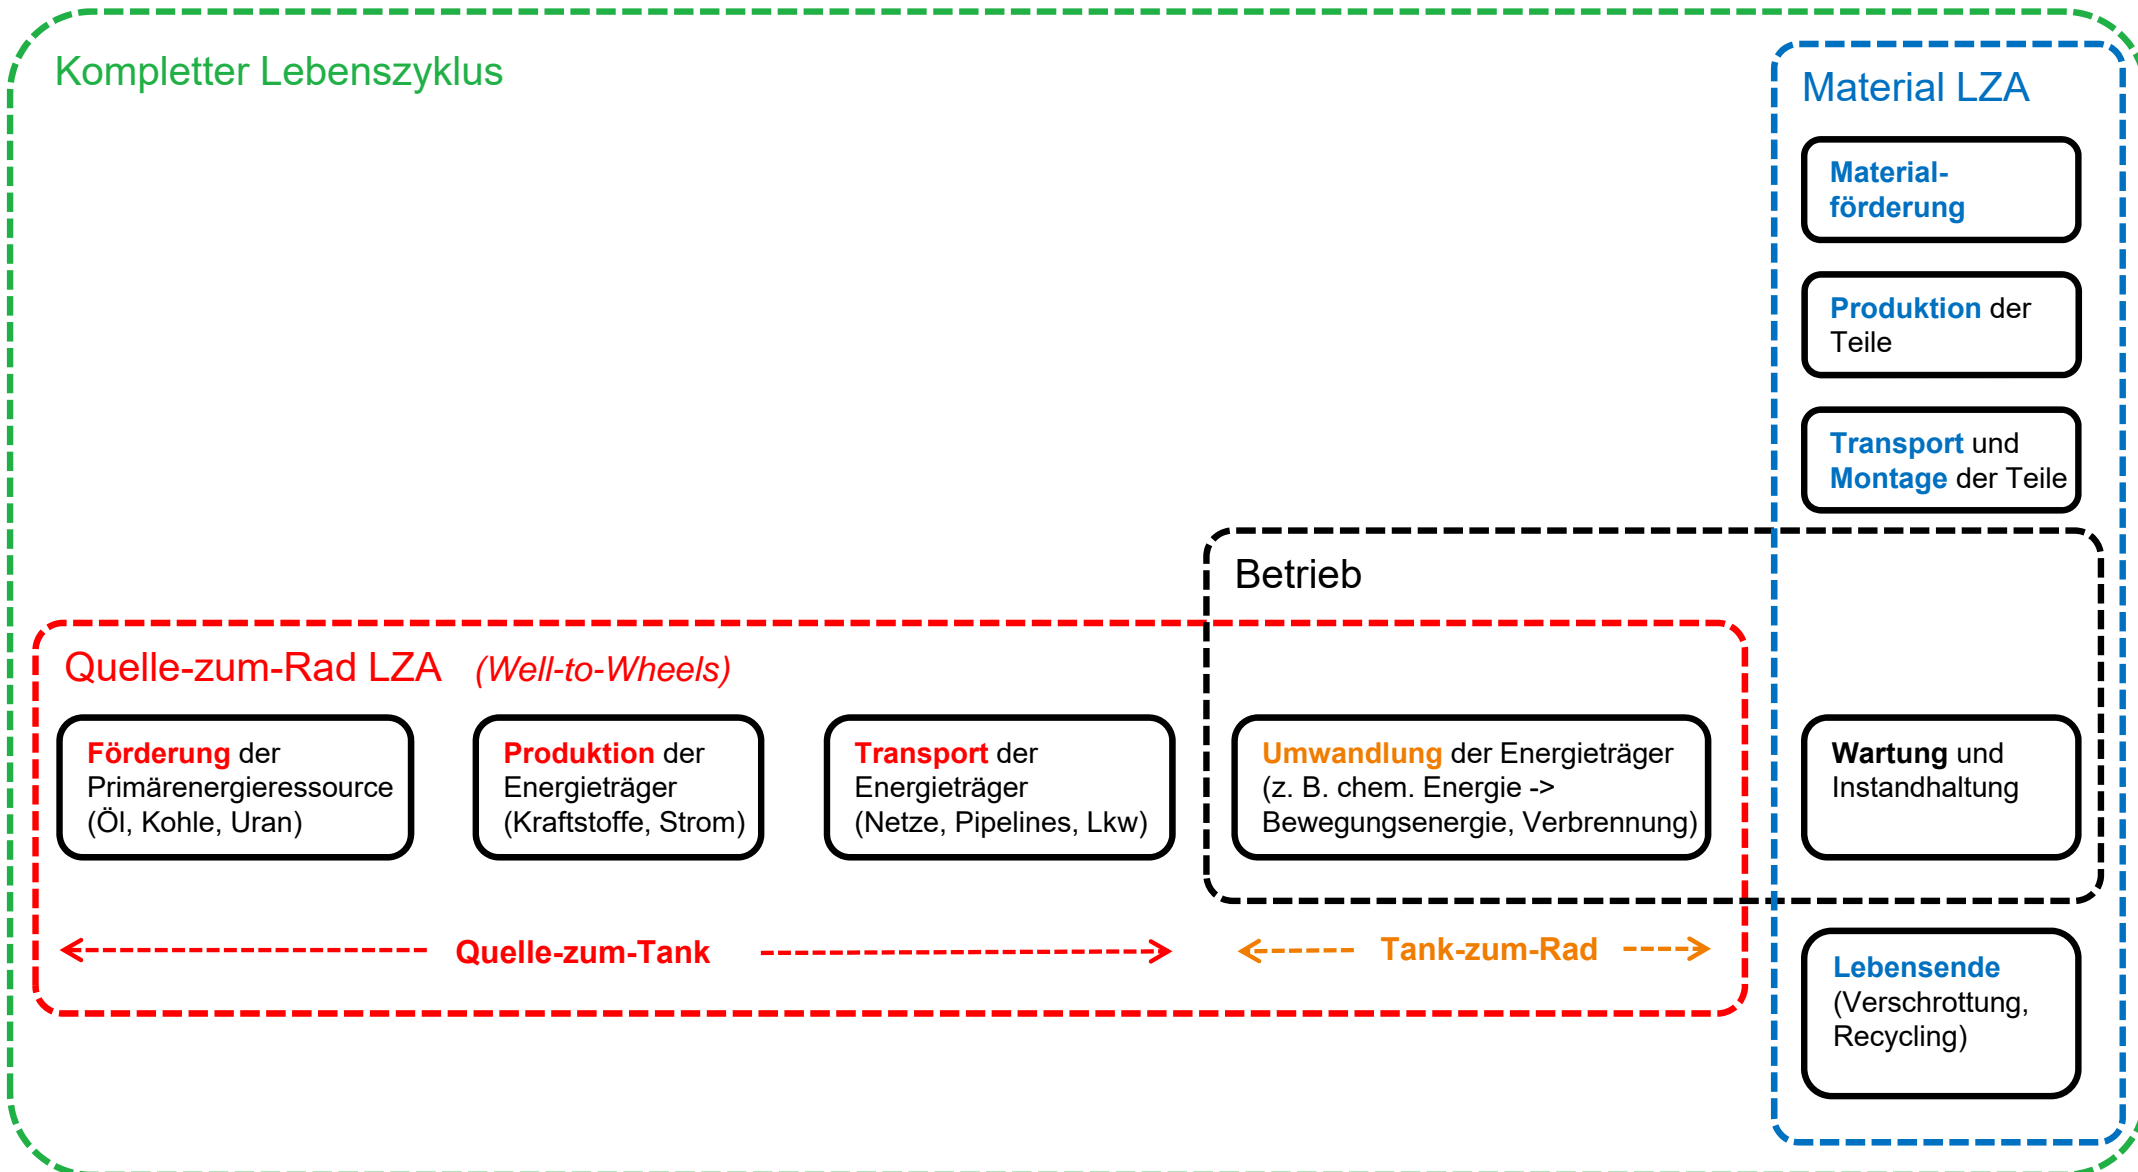 Kompletter Lebenszyklus
Material LZA
Material-
förderung
Produktion der
Teile
Transport und
Montage der Teile
Betrieb
Quelle-zum-Rad LZA (Well-to-Wheels)
Förderung der
Primärenergieressource
(Öl, Kohle, Uran)
Produktion der
Energieträger
(Kraftstoffe, Strom)
Transport der
Energieträger
(Netze, Pipelines, Lkw)
Umwandlung der Energieträger
(z. B. chem. Energie ->
Bewegungsenergie, Verbrennung)
Wartung und
Instandhaltung
Quelle-zum-Tank
Tank-zum-Rad
Lebensende
(Verschrottung,
Recycling)